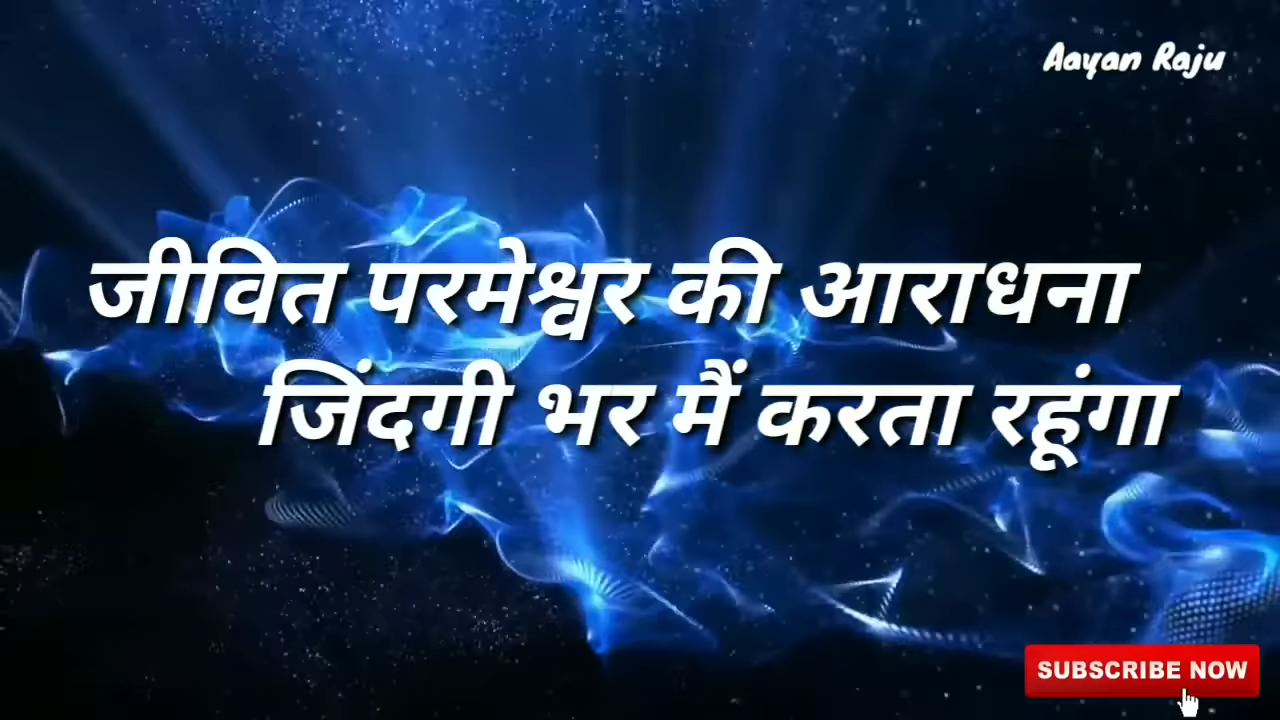 Aayan Raju
जीवित परमेश्वर की आराधना
जिंदगी भर मैं करता रहूंगा
SUBSCRIBE NOW